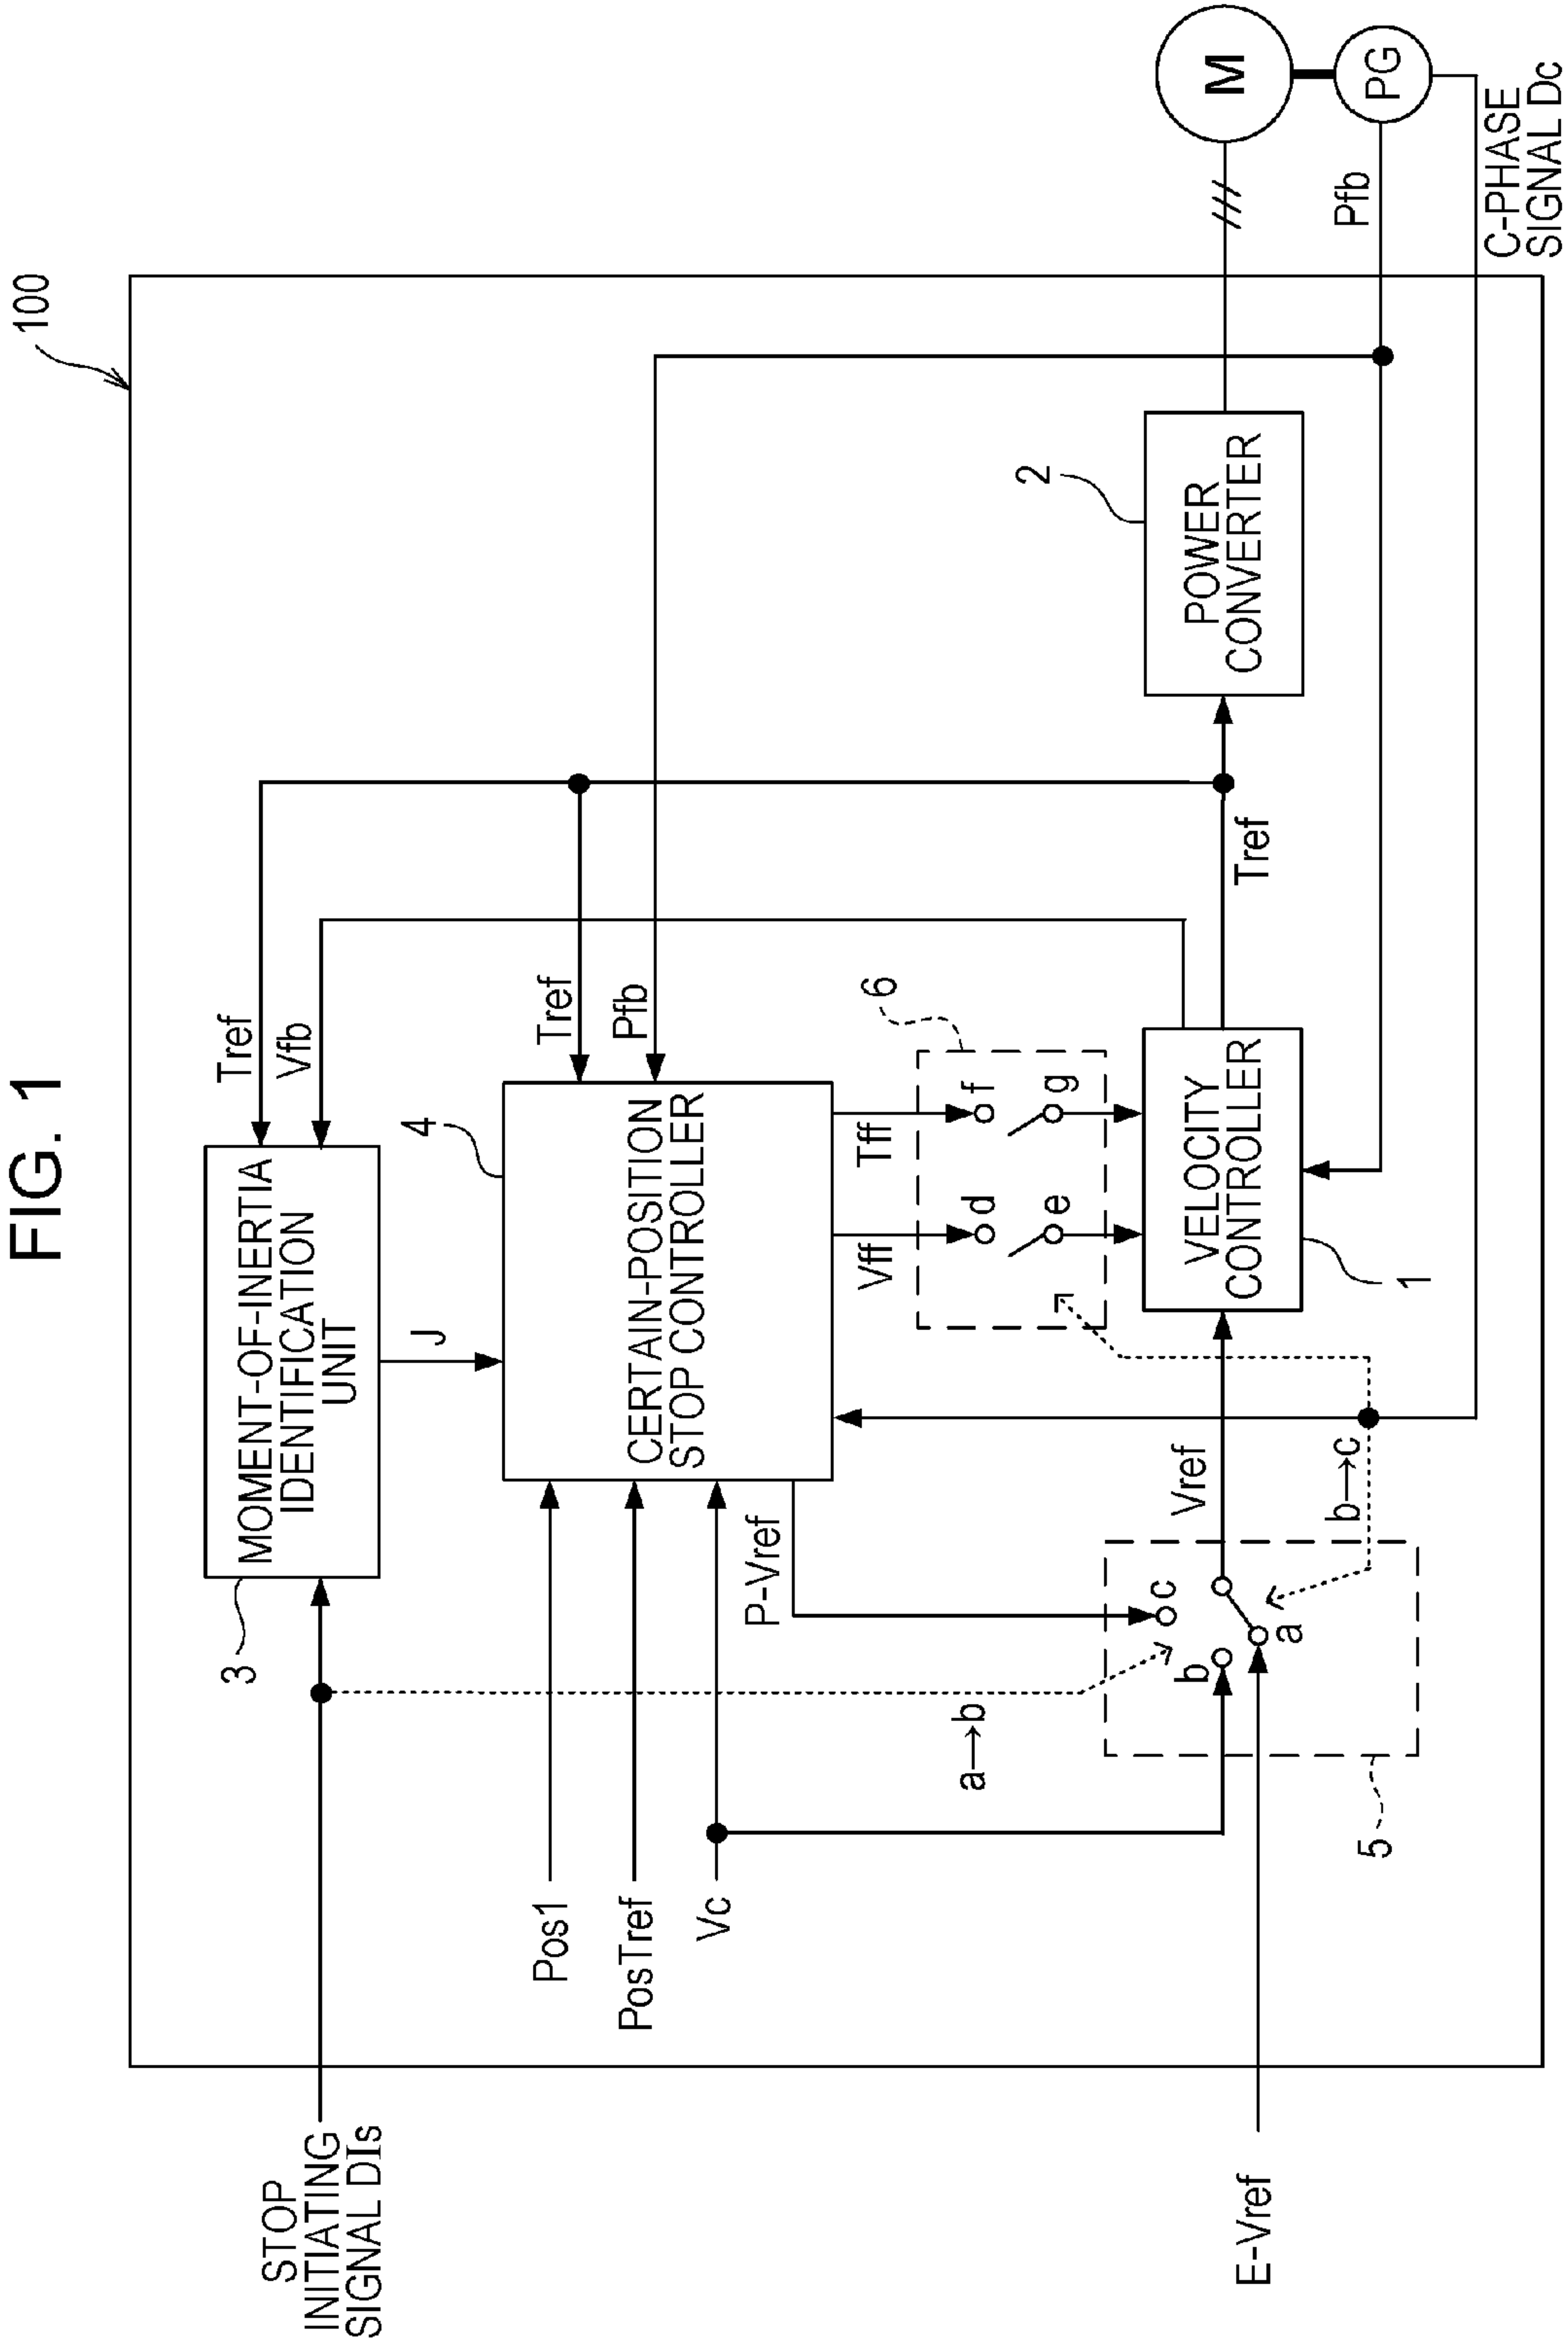 FIG. 1
100
STOP
INITIATING
SIGNAL DIs
3
MOMENT-OF-INERTIA
IDENTIFICATION
UNIT
Tref
Vfb
J
4
Pos1
PosTref
Vc
CERTAIN-POSITION
STOP CONTROLLER
Tref
Pfb
P-Vref
Vff
Tff
6
d
e
f
g
a→b
b
c
a
5
Vref
b→c
VELOCITY
CONTROLLER
1
Tref
2
POWER
CONVERTER
M
PG
Pfb
C-PHASE
SIGNAL Dc
E-Vref